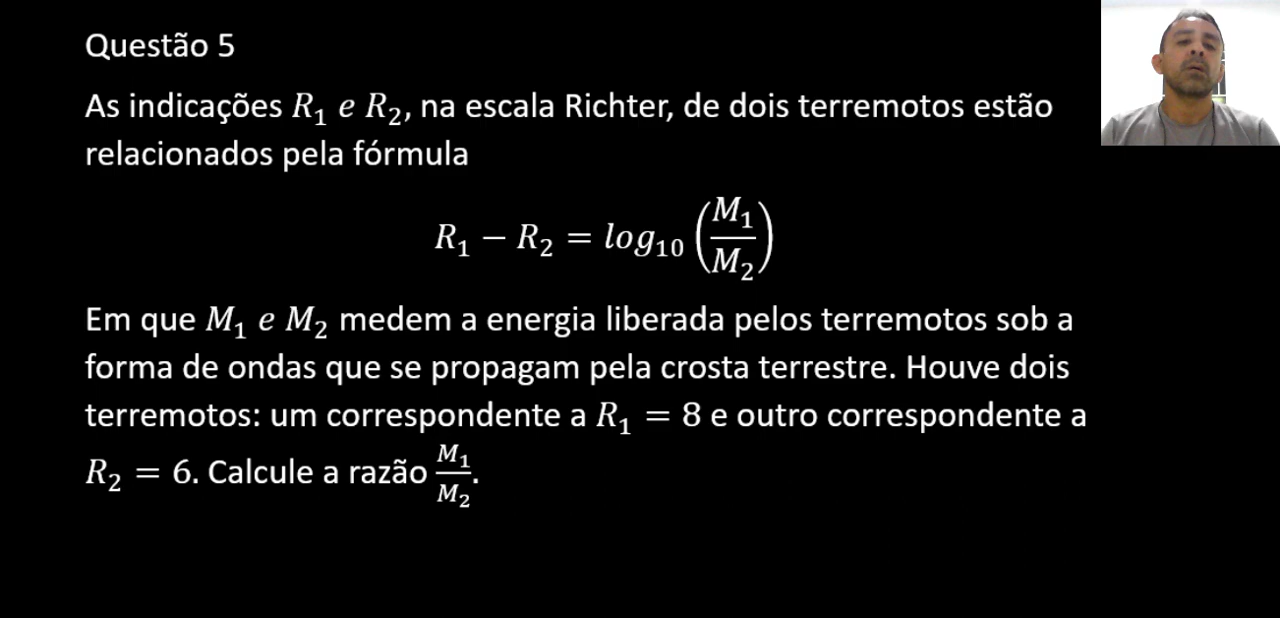 Questão 5
As indicações R₁ e R₂, na escala Richter, de dois terremotos estão
relacionados pela fórmula
R₁ − R₂ = log₁₀ (M₁/M₂)
Em que M₁ e M₂ medem a energia liberada pelos terremotos sob a
forma de ondas que se propagam pela crosta terrestre. Houve dois
terremotos: um correspondente a R₁ = 8 e outro correspondente a
R₂ = 6. Calcule a razão M₁/M₂.